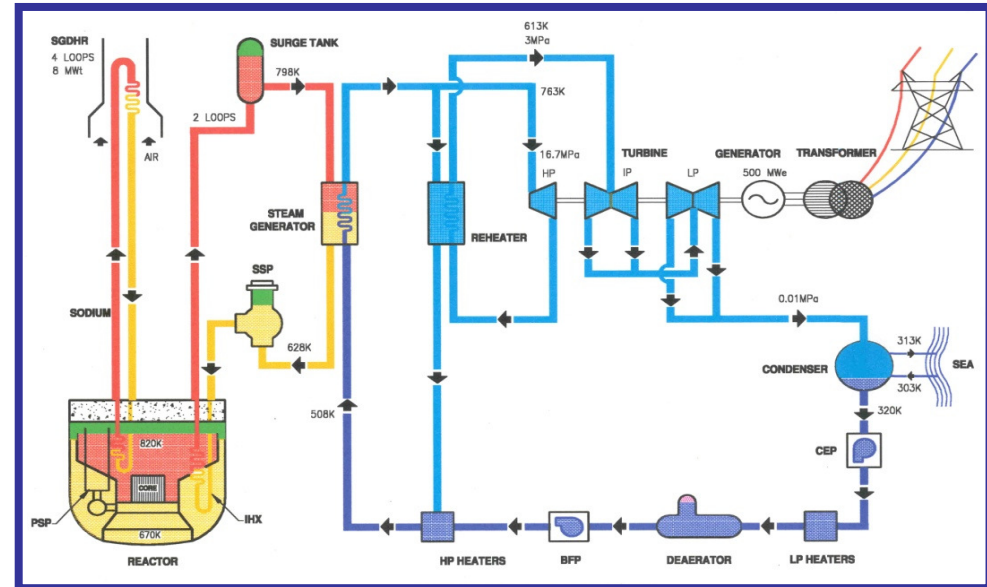 SGDHR
4 LOOPS
8 MWt
AIR
SURGE TANK
798K
2 LOOPS
613K
3MPa
763K
16.7MPa
HP
TURBINE
IP
LP
GENERATOR
500 MWe
TRANSFORMER
STEAM
GENERATOR
REHEATER
SSP
SODIUM
628K
508K
0.01MPa
CONDENSER
313K
303K
SEA
320K
CEP
820K
CORE
PSP
IHX
670K
REACTOR
HP HEATERS
BFP
DEAERATOR
LP HEATERS